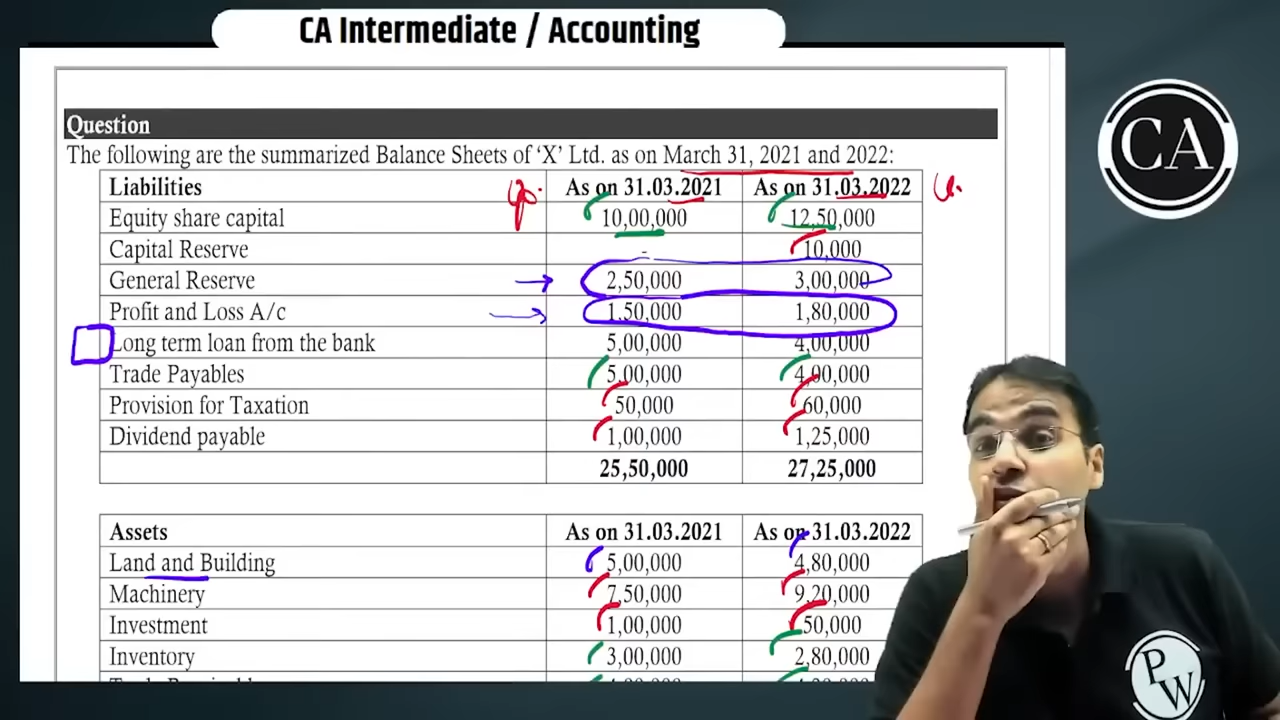 CA Intermediate / Accounting
CA
Question
The following are the summarized Balance Sheets of ‘X’ Ltd. as on March 31, 2021 and 2022:
Liabilities As on 31.03.2021 As on 31.03.2022
Equity share capital 10,00,000 12,50,000
Capital Reserve - 10,000
General Reserve 2,50,000 3,00,000
Profit and Loss A/c 1,50,000 1,80,000
Long term loan from the bank 5,00,000 4,00,000
Trade Payables 5,00,000 4,00,000
Provision for Taxation 50,000 60,000
Dividend payable 1,00,000 1,25,000
25,50,000 27,25,000
Assets As on 31.03.2021 As on 31.03.2022
Land and Building 5,00,000 4,80,000
Machinery 7,50,000 9,20,000
Investment 1,00,000 50,000
Inventory 3,00,000 2,80,000
PW